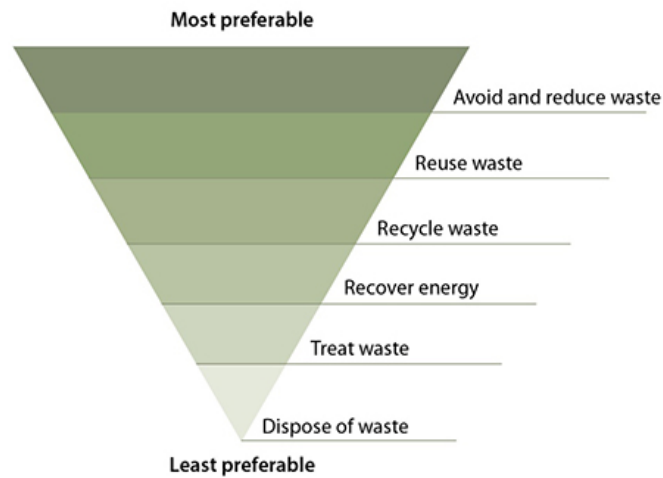 Most preferable
Avoid and reduce waste
Reuse waste
Recycle waste
Recover energy
Treat waste
Dispose of waste
Least preferable